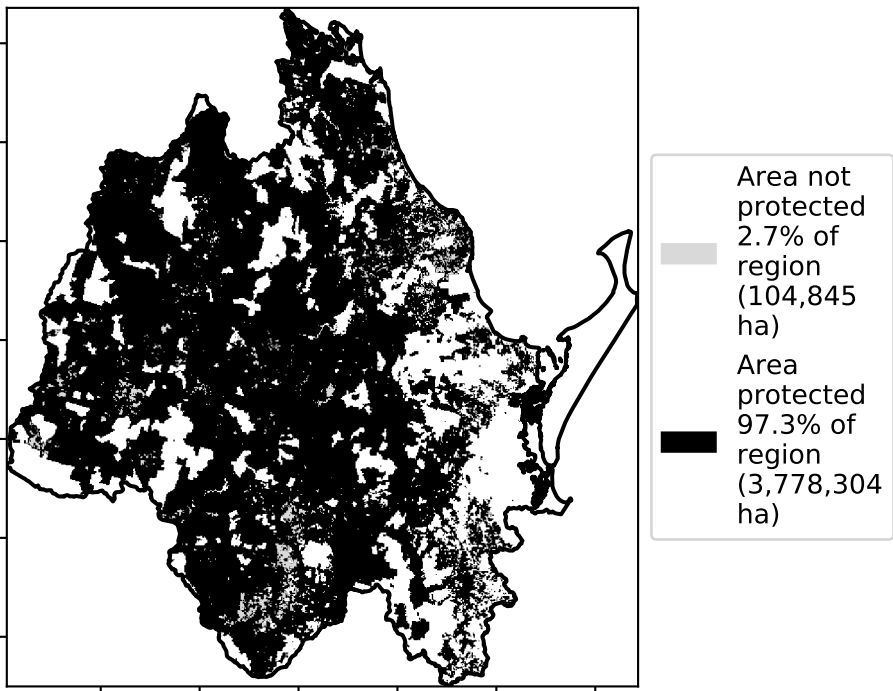 Area not
protected
2.7% of
region
(104,845
ha)
Area
protected
97.3% of
region
(3,778,304
ha)